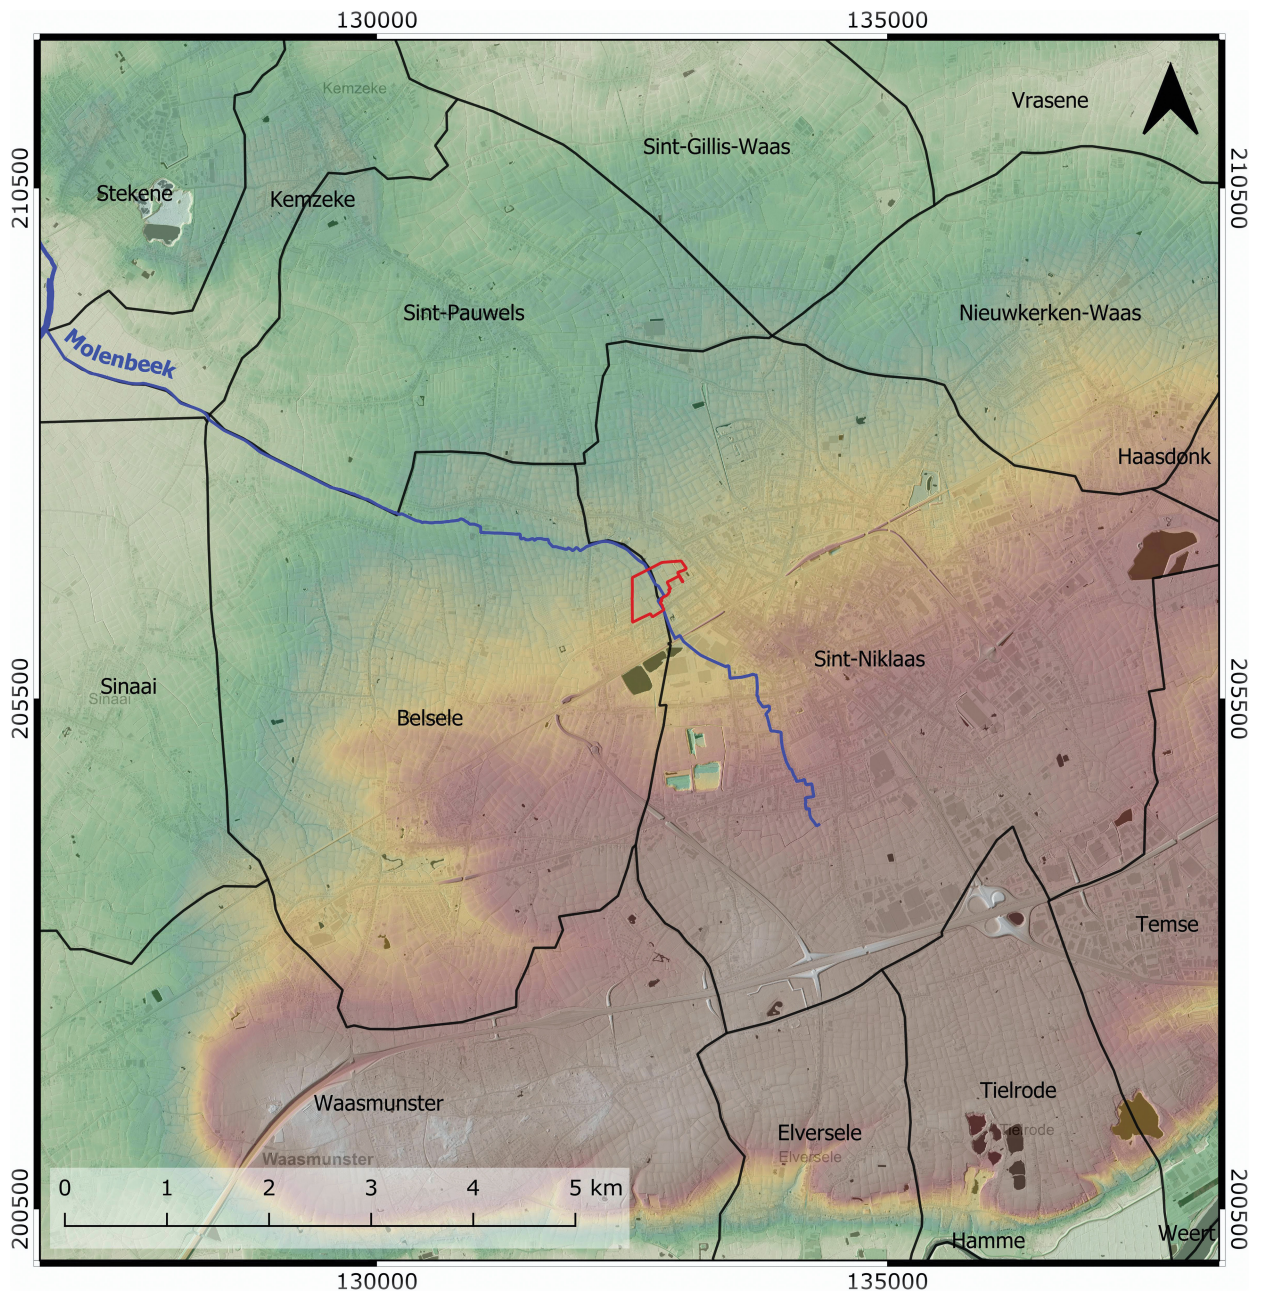 130000
135000
Kemzeke
Vrasene
Sint-Gillis-Waas
210500
210500
Stekene
Kemzeke
Sint-Pauwels
Nieuwkerken-Waas
Molenbeek
Haasdonk
Sint-Niklaas
205500
205500
Sinaai
Sinaai
Belsele
Temse
Tielrode
Waasmunster
Tielrode
Elversele
Elversele
Waasmunster
0 1 2 3 4 5 km
200500
200500
Weert
Hamme
130000
135000